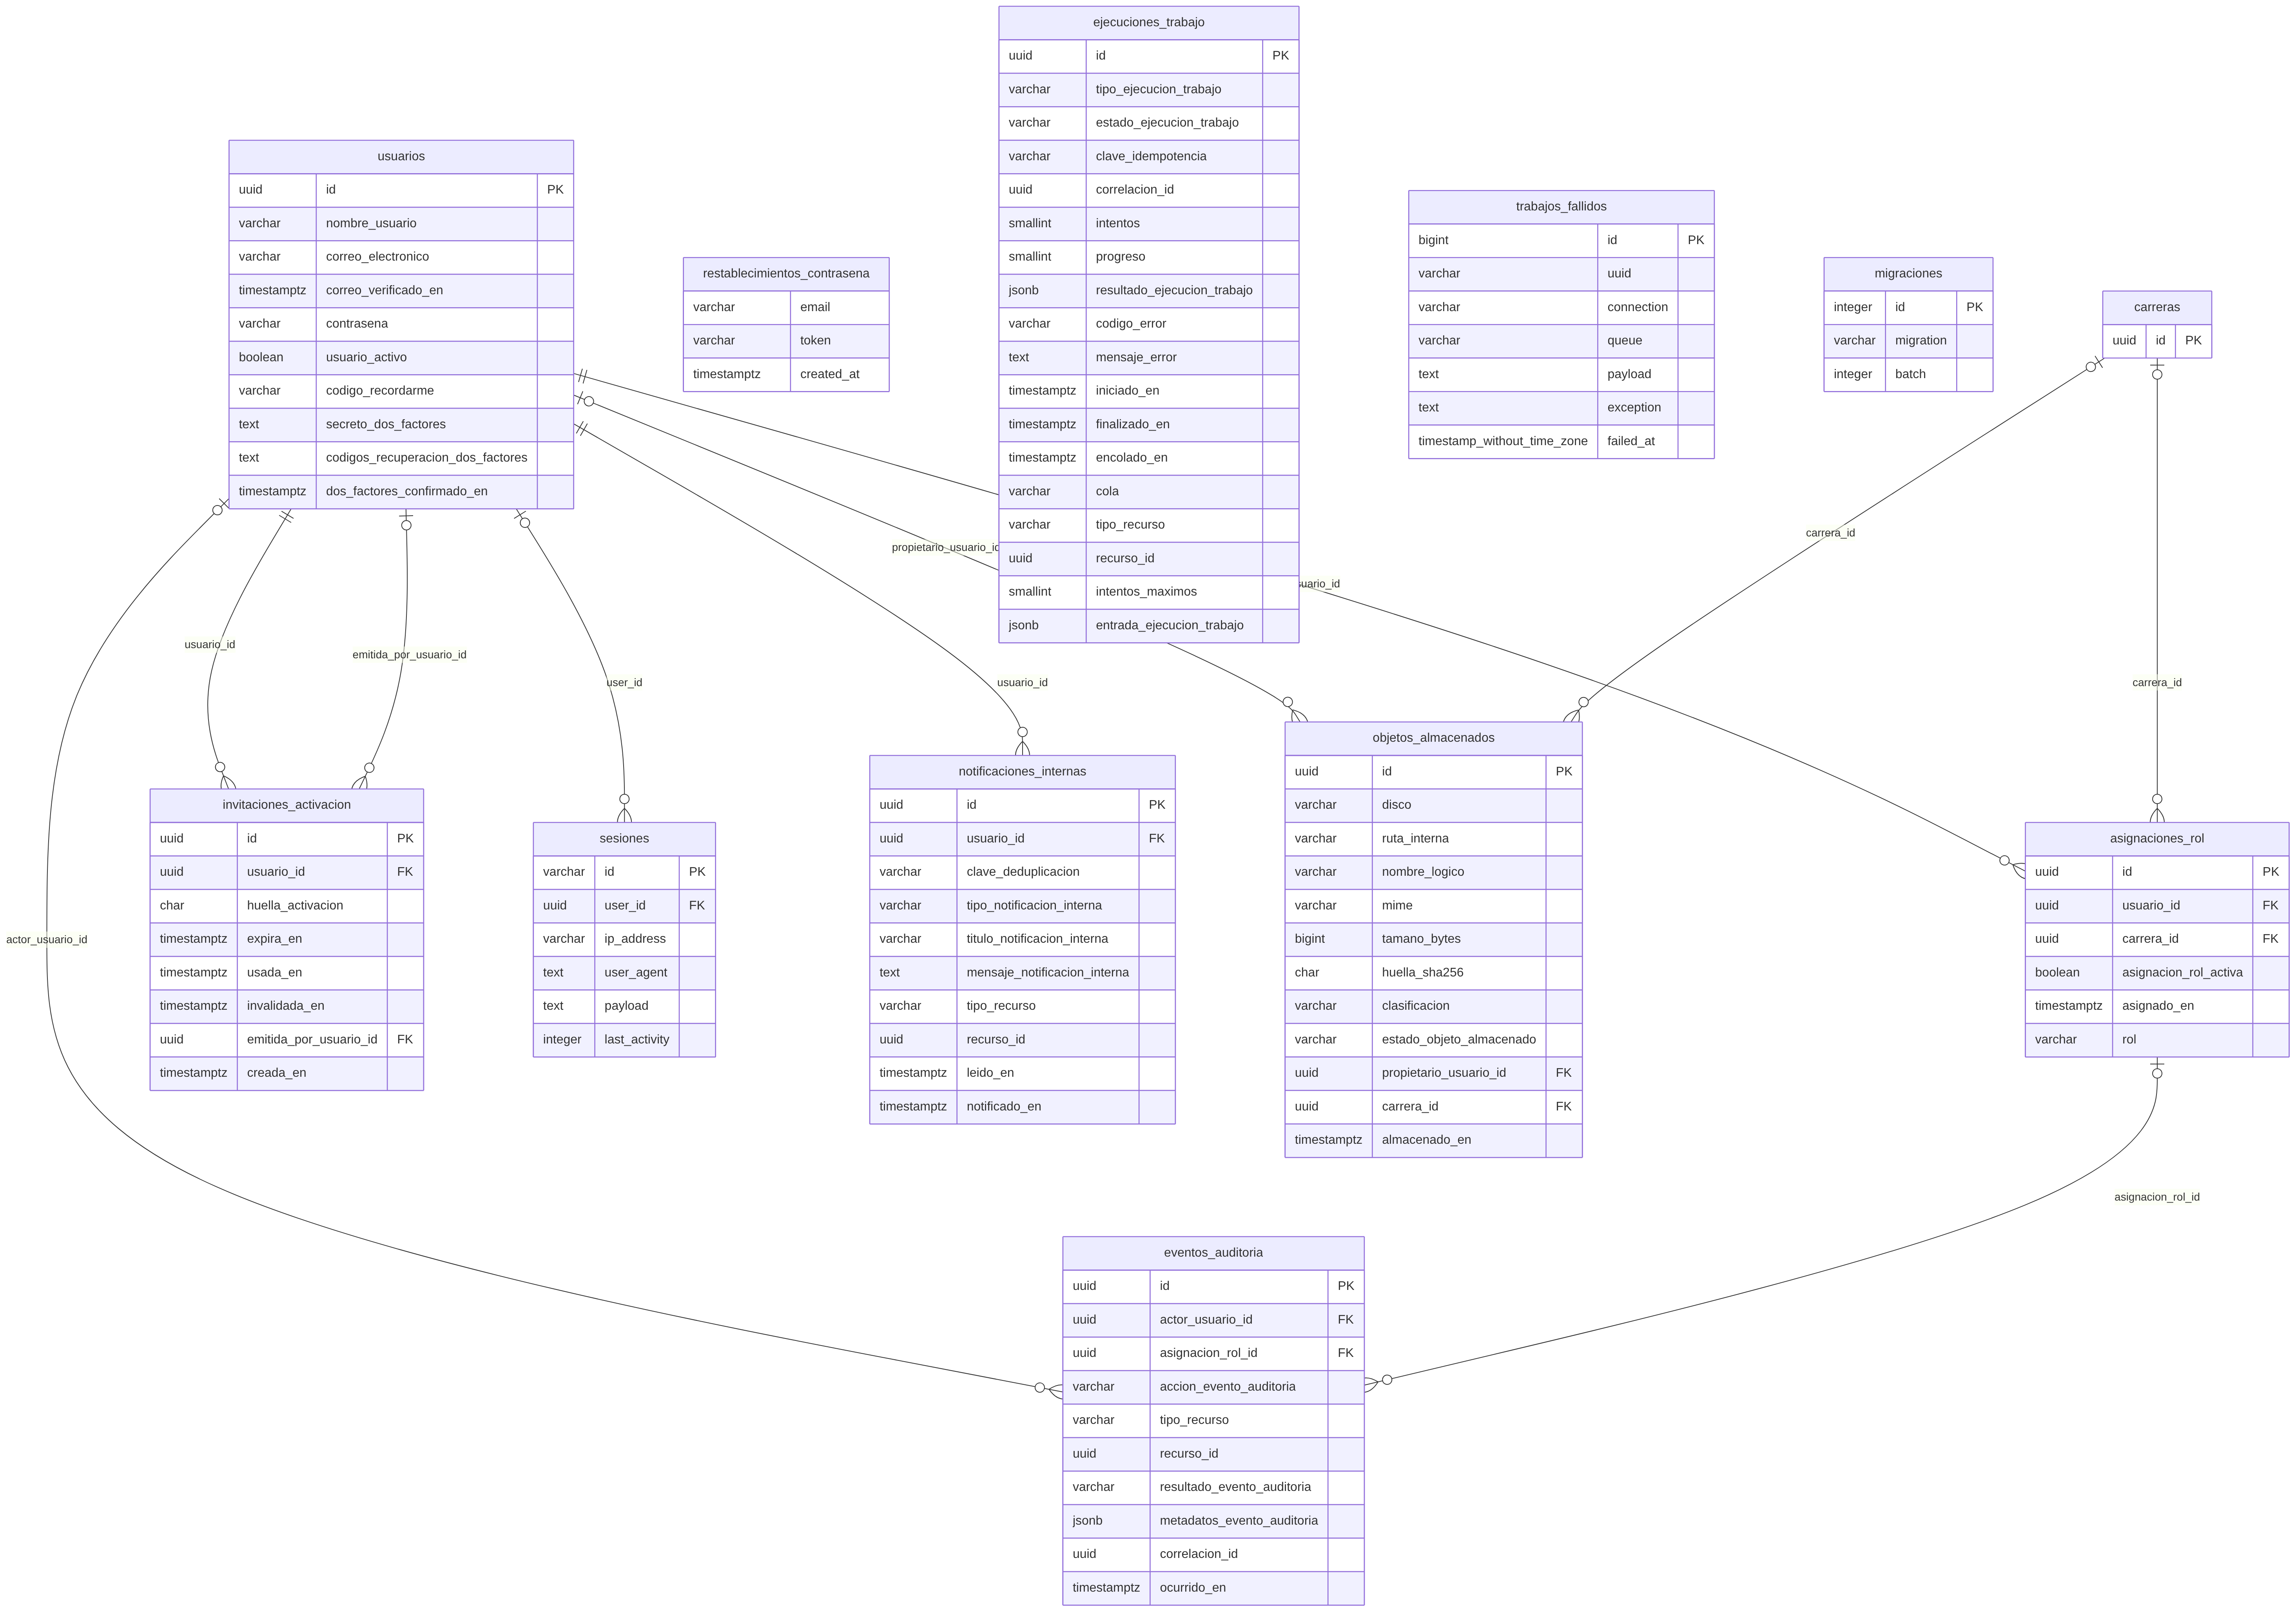 ejecuciones_trabajo
uuid id PK
varchar tipo_ejecucion_trabajo
varchar estado_ejecucion_trabajo
varchar clave_idempotencia
uuid correlacion_id
smallint intentos
smallint progreso
jsonb resultado_ejecucion_trabajo
varchar codigo_error
text mensaje_error
timestamptz iniciado_en
timestamptz finalizado_en
timestamptz encolado_en
varchar cola
varchar tipo_recurso
uuid recurso_id
smallint intentos_maximos
jsonb entrada_ejecucion_trabajo
usuarios
uuid id PK
varchar nombre_usuario
varchar correo_electronico
timestamptz correo_verificado_en
varchar contrasena
boolean usuario_activo
varchar codigo_recordarme
text secreto_dos_factores
text codigos_recuperacion_dos_factores
timestamptz dos_factores_confirmado_en
restablecimientos_contrasena
varchar email
varchar token
timestamptz created_at
trabajos_fallidos
bigint id PK
varchar uuid
varchar connection
varchar queue
text payload
text exception
timestamp_without_time_zone failed_at
migraciones
integer id PK
varchar migration
integer batch
carreras
uuid id PK
carrera_id
propietario_usuario_id
suario_id
usuario_id
emitida_por_usuario_id
user_id
usuario_id
carrera_id
actor_usuario_id
invitaciones_activacion
uuid id PK
uuid usuario_id FK
char huella_activacion
timestamptz expira_en
timestamptz usada_en
timestamptz invalidada_en
uuid emitida_por_usuario_id FK
timestamptz creada_en
sesiones
varchar id PK
uuid user_id FK
varchar ip_address
text user_agent
text payload
integer last_activity
notificaciones_internas
uuid id PK
uuid usuario_id FK
varchar clave_deduplicacion
varchar tipo_notificacion_interna
varchar titulo_notificacion_interna
text mensaje_notificacion_interna
varchar tipo_recurso
uuid recurso_id
timestamptz leido_en
timestamptz notificado_en
objetos_almacenados
uuid id PK
varchar disco
varchar ruta_interna
varchar nombre_logico
varchar mime
bigint tamano_bytes
char huella_sha256
varchar clasificacion
varchar estado_objeto_almacenado
uuid propietario_usuario_id FK
uuid carrera_id FK
timestamptz almacenado_en
asignaciones_rol
uuid id PK
uuid usuario_id FK
uuid carrera_id FK
boolean asignacion_rol_activa
timestamptz asignado_en
varchar rol
asignacion_rol_id
eventos_auditoria
uuid id PK
uuid actor_usuario_id FK
uuid asignacion_rol_id FK
varchar accion_evento_auditoria
varchar tipo_recurso
uuid recurso_id
varchar resultado_evento_auditoria
jsonb metadatos_evento_auditoria
uuid correlacion_id
timestamptz ocurrido_en